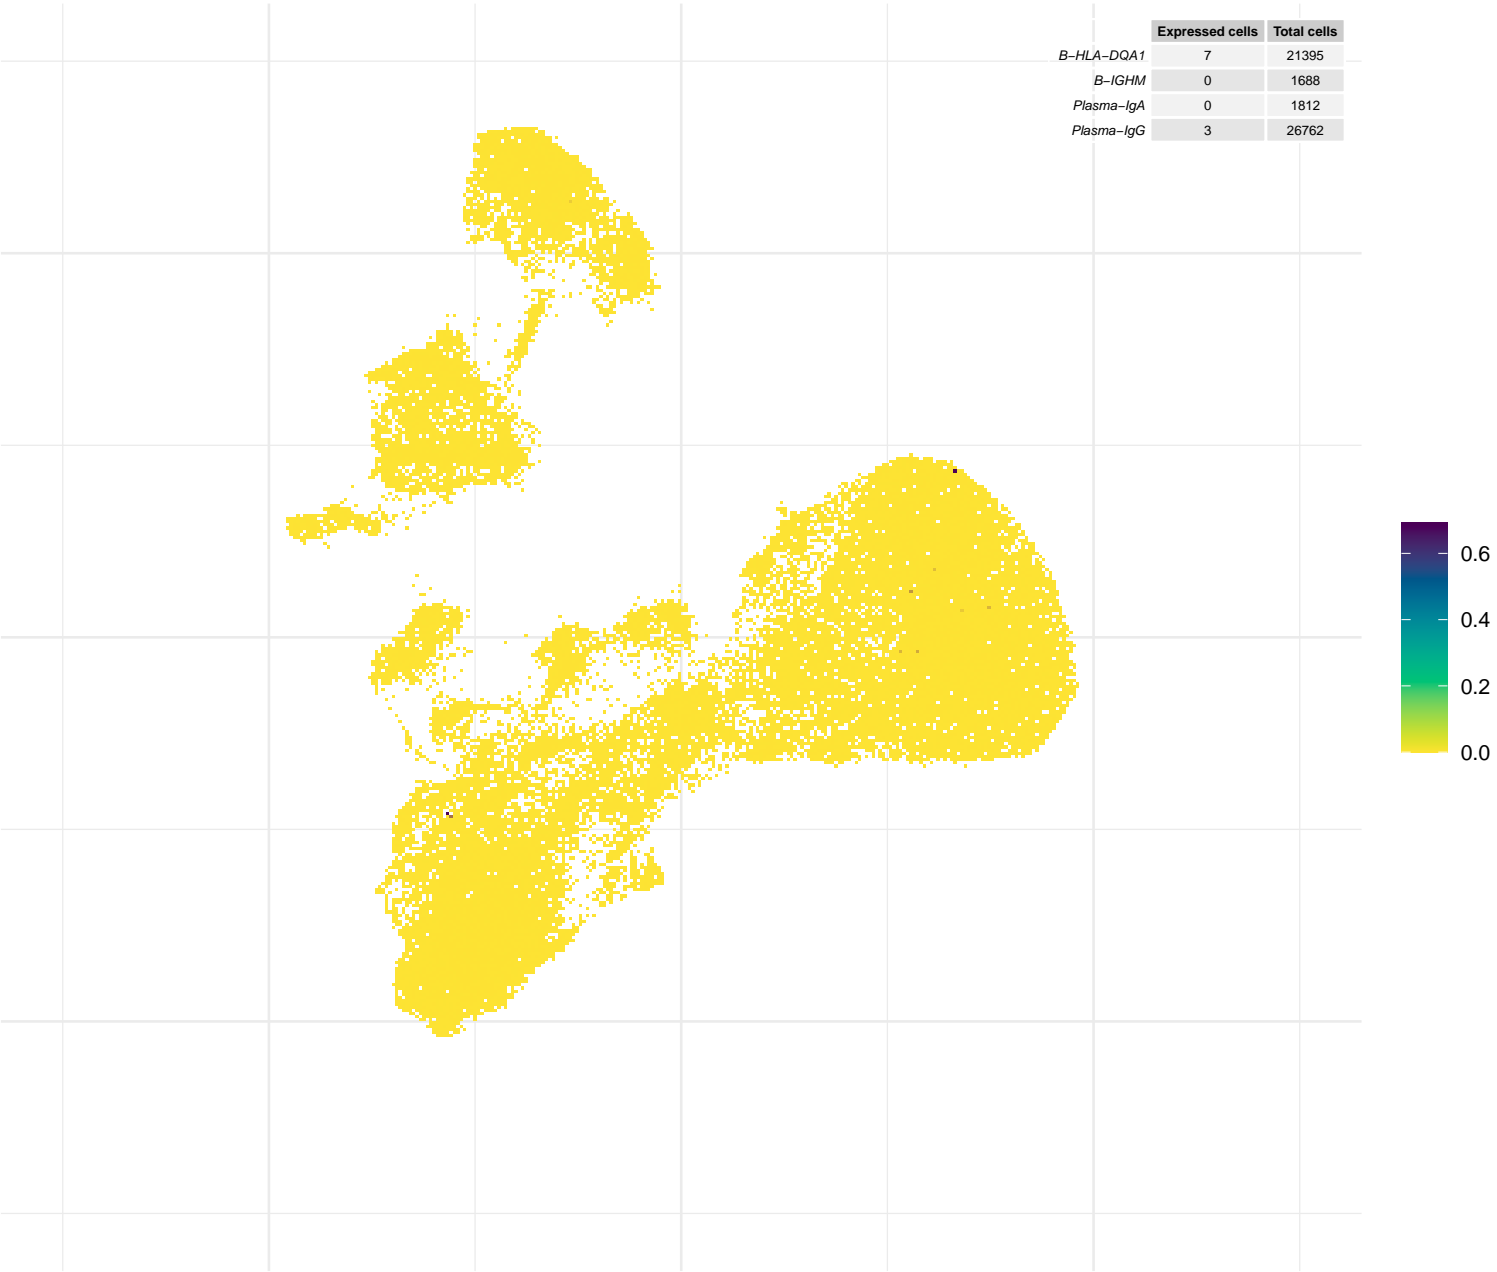 Expressed cells Total cells
B−HLA−DQA1 7 21395
B−IGHM 0 1688
Plasma−IgA 0 1812
Plasma−IgG 3 26762
0.6
0.4
0.2
0.0